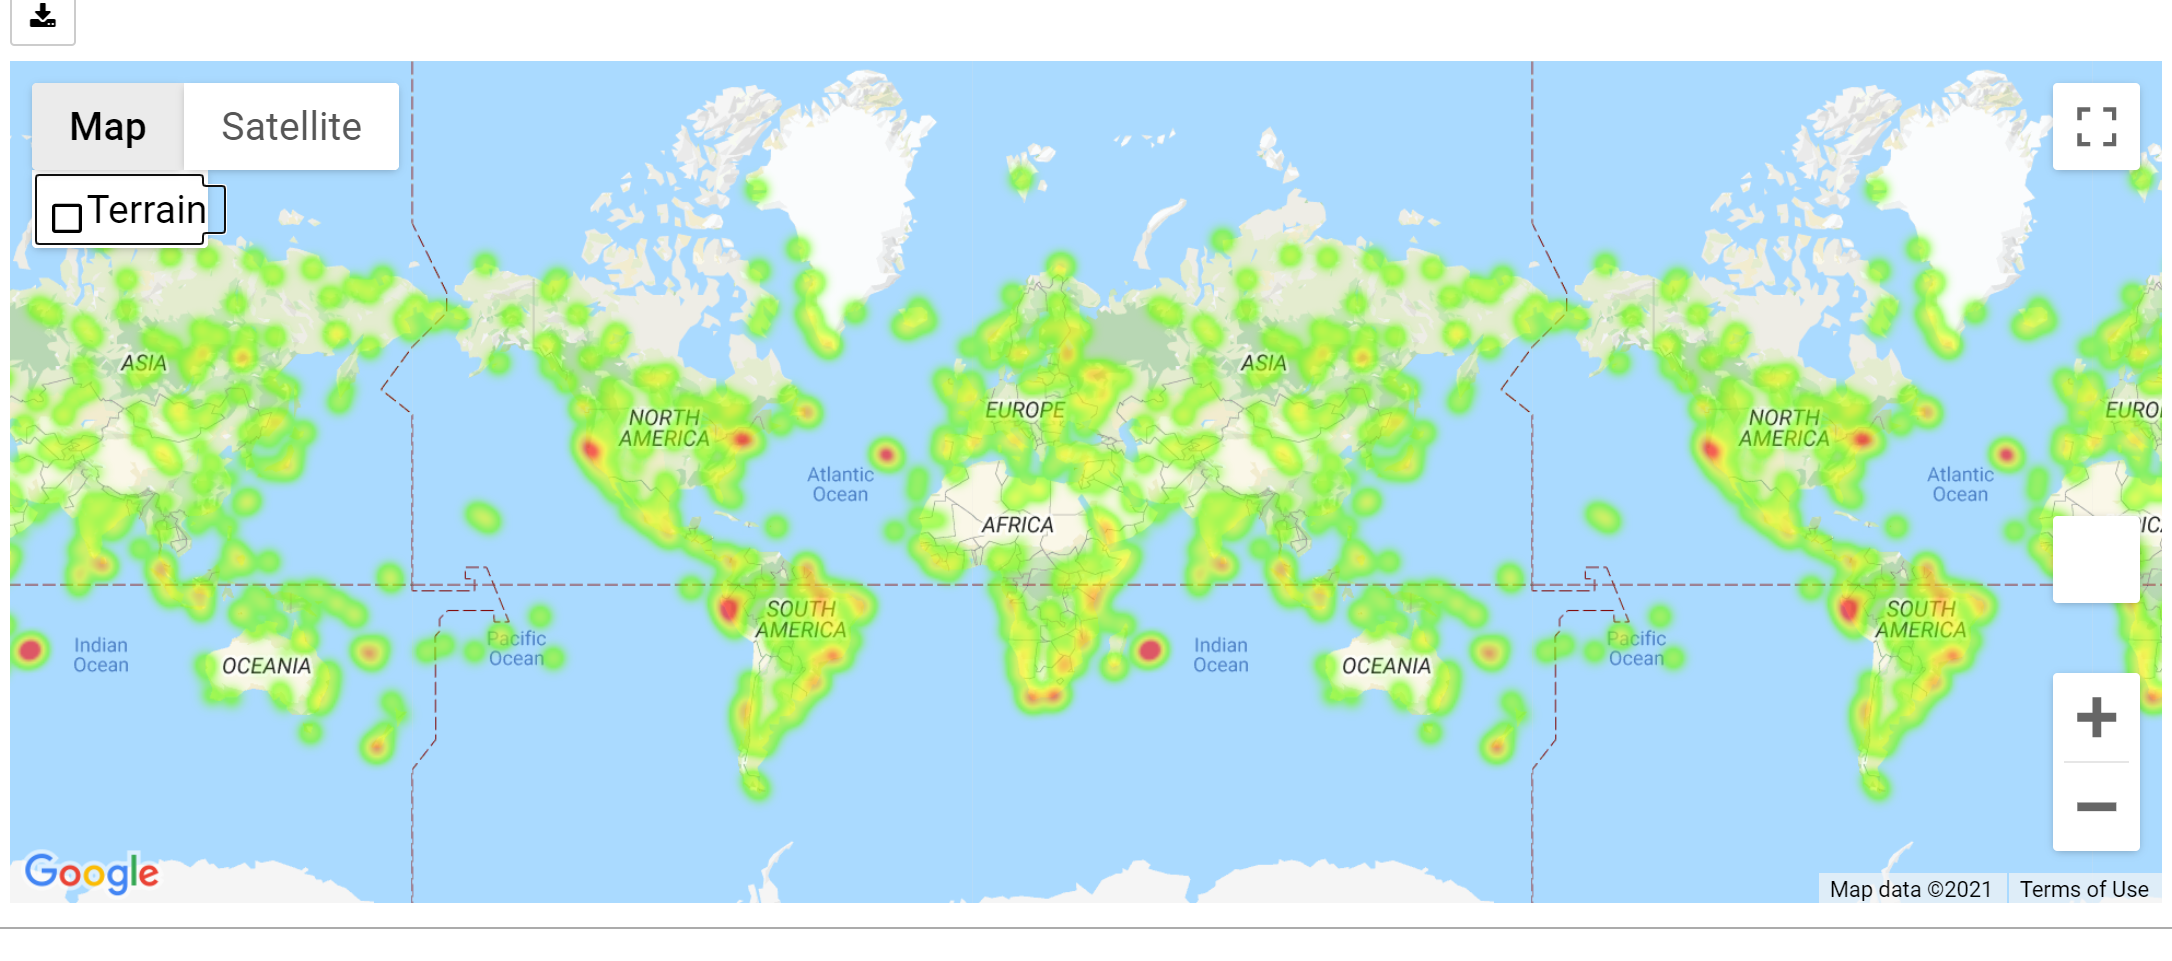 Map Satellite
Terrain
ASIA
NORTH
AMERICA
Atlantic
Ocean
EUROPE
AFRICA
ASIA
NORTH
AMERICA
Atlantic
Ocean
EURO
SOUTH
AMERICA
Indian
Ocean
OCEANIA
Pacific
Ocean
Indian
Ocean
OCEANIA
Pacific
Ocean
SOUTH
AMERICA
Google
Map data ©2021 Terms of Use